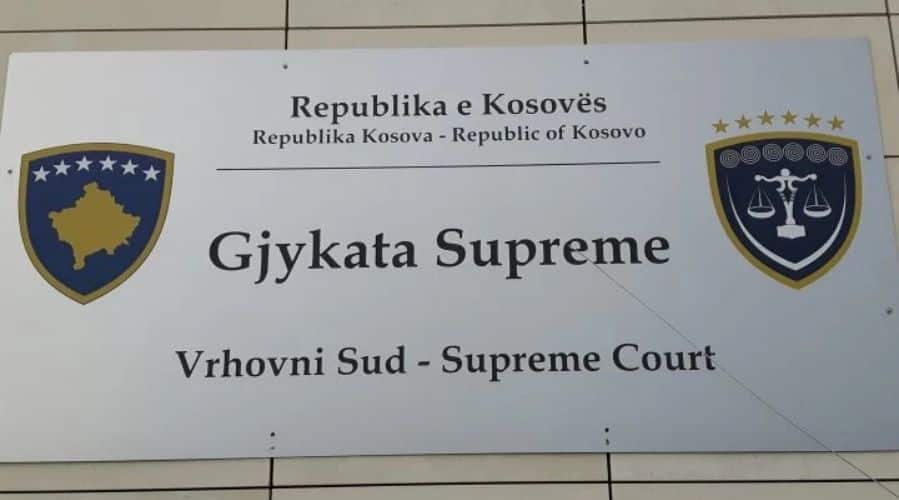 Republika e Kosovës
Republika Kosova - Republic of Kosovo
Gjykata Supreme
Vrhovni Sud - Supreme Court